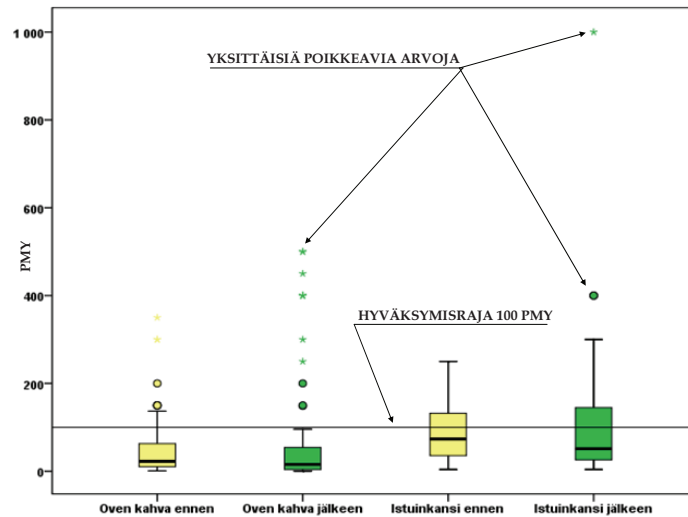 1 000
YKSITTÄISIÄ POIKKEAVIA ARVOJA
800
600
PMY
400
HYVÄKSYMISRAJA 100 PMY
200
0
Oven kahva ennen
Oven kahva jälkeen
Istuinkansi ennen
Istuinkansi jälkeen